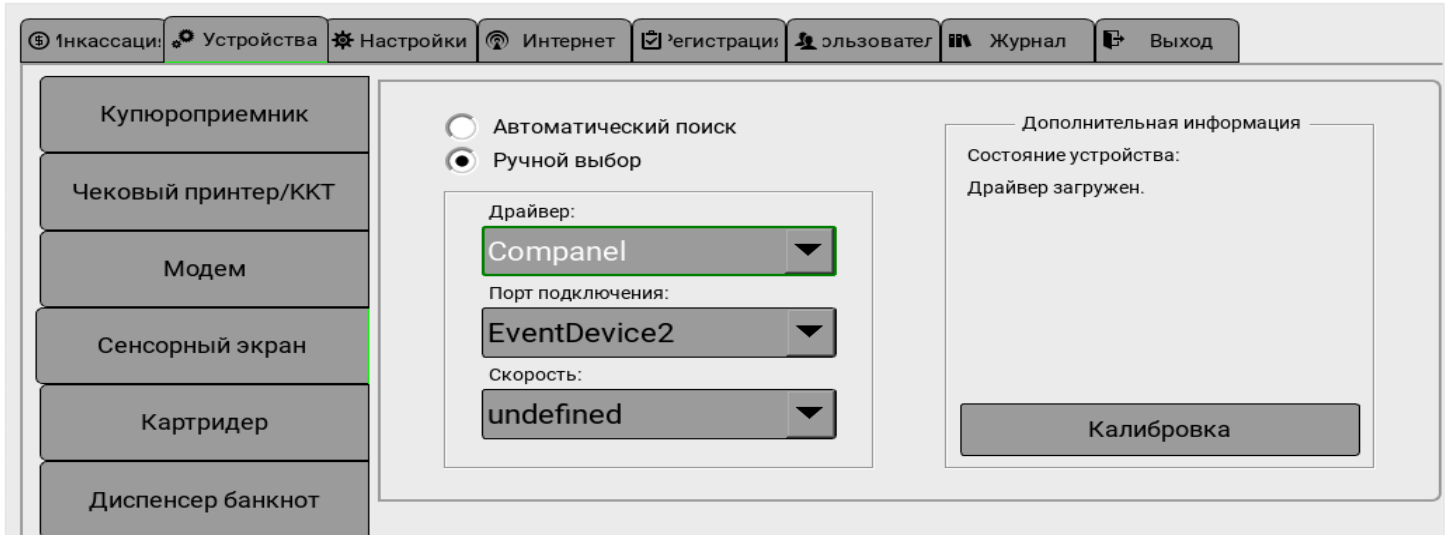 Устройства Настройки Интернет Журнал Выход
Купюроприемник
Чековый принтер/ККТ
Модем
Сенсорный экран
Картридер
Диспенсер банкнот
Автоматический поиск
Ручной выбор
Драйвер:
Companel
Порт подключения:
EventDevice2
Скорость:
undefined
Дополнительная информация
Состояние устройства:
Драйвер загружен.
Калибровка